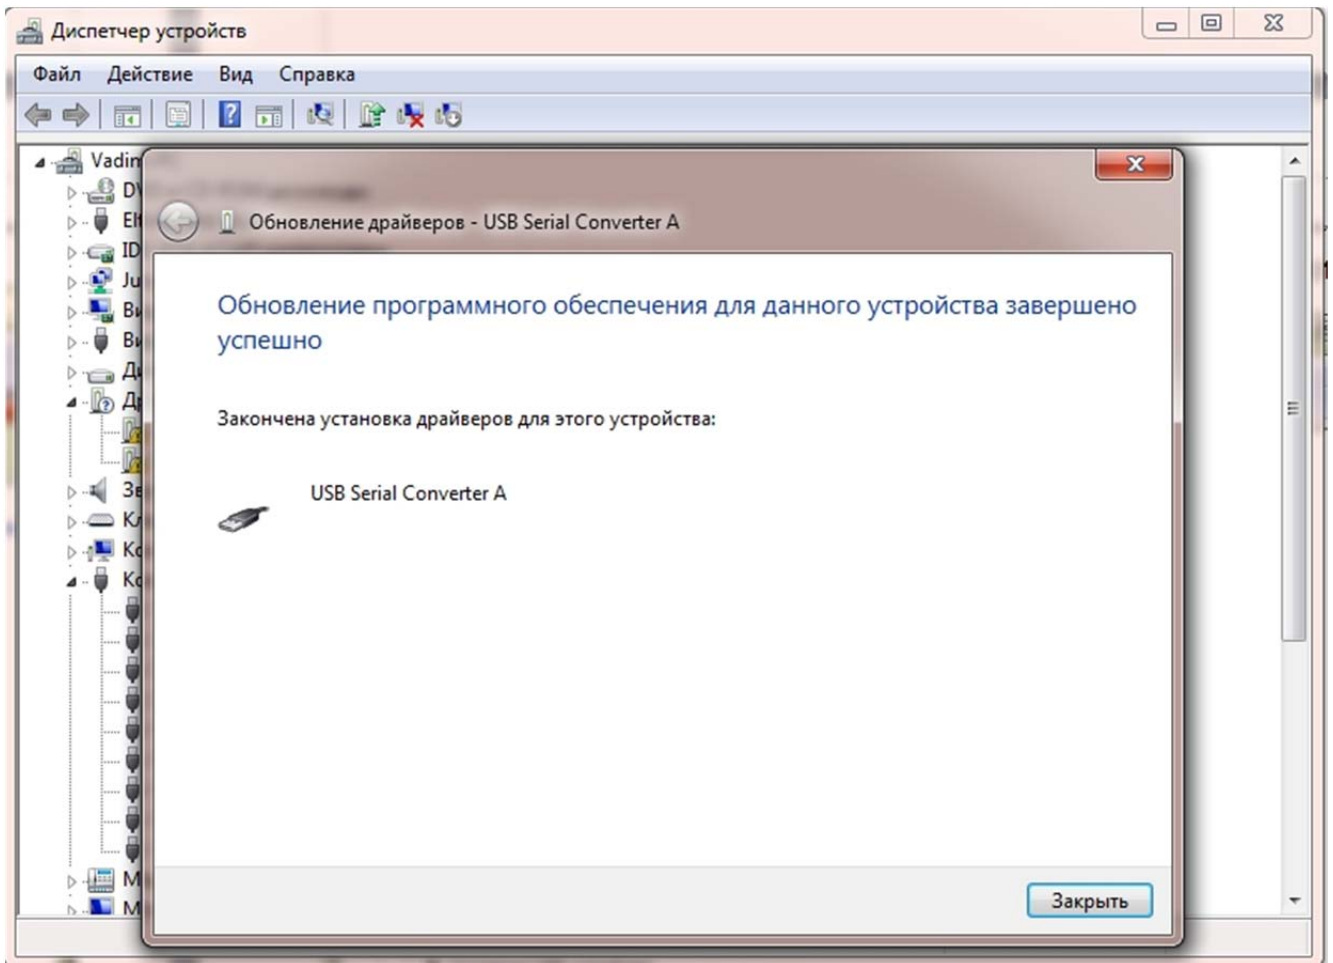 Диспетчер устройств
Файл Действие Вид Справка
Vadim
Обновление драйверов - USB Serial Converter A
Обновление программного обеспечения для данного устройства завершено
успешно
Закончена установка драйверов для этого устройства:
USB Serial Converter A
Закрыть